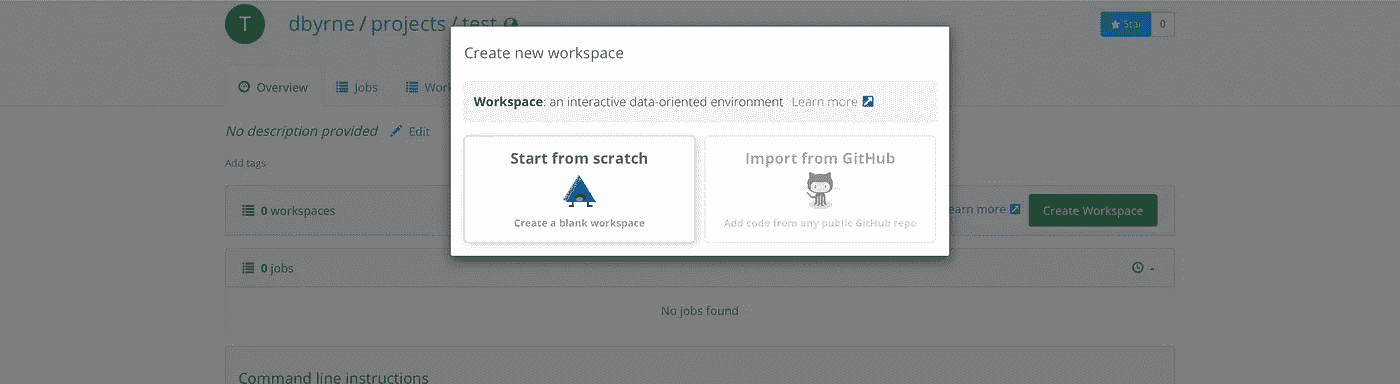 T
dbyrne / projects / test
Star 0
Create new workspace
Overview
Jobs
Work
Workspace: an interactive data-oriented environment Learn more
No description provided
Edit
Add tags
Start from scratch
Create a blank workspace
Import from GitHub
Add code from any public GitHub repo
0 workspaces
earn more
Create Workspace
0 jobs
-
No jobs found
Command line instructions